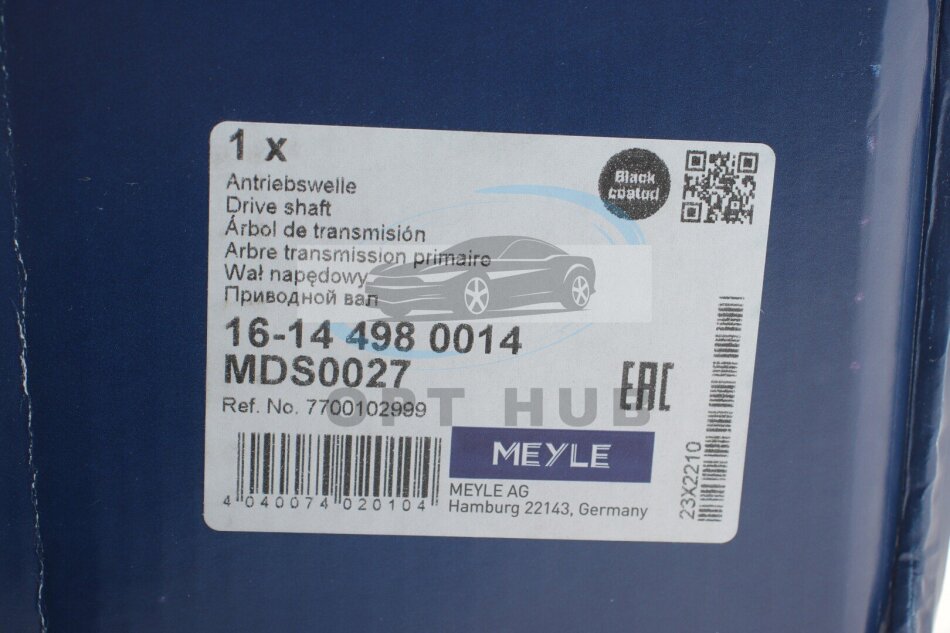 1 x
Black
coated
Antriebswelle
Drive shaft
Árbol de transmisión
Arbre transmission primaire
Wał napędowy
Приводной вал
16-14 498 0014
MDS0027
Ref. No. 7700102999
EAC
OPT HUB
4 040074 020104
MEYLE
MEYLE AG
Hamburg 22143, Germany
23X2210